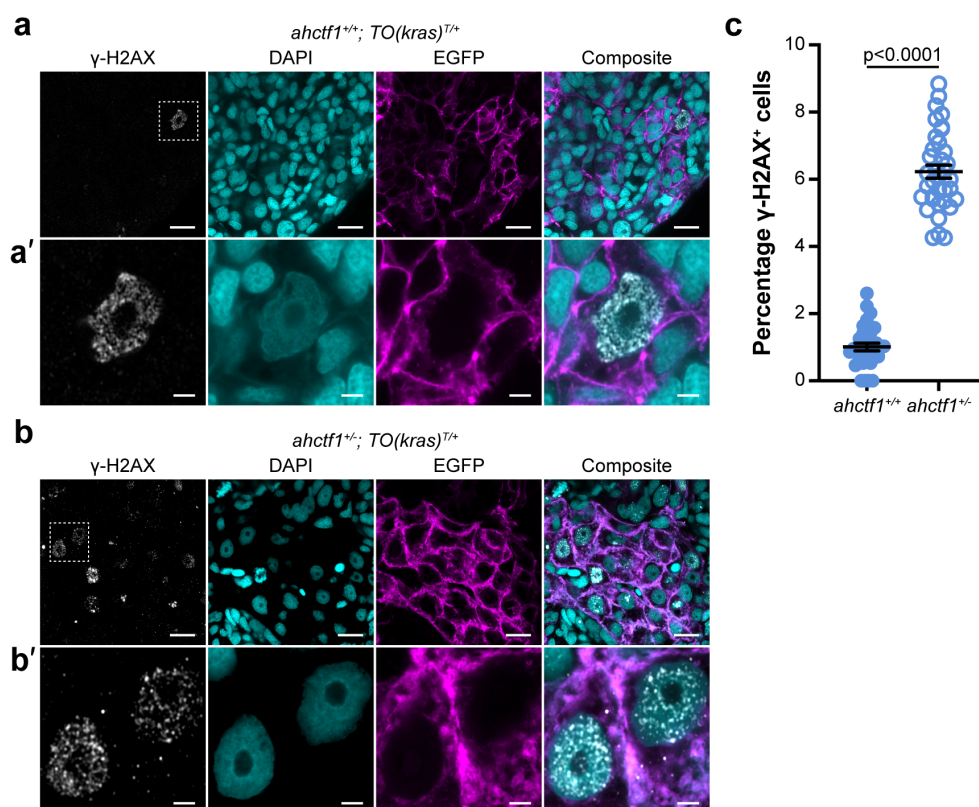 a
ahctf1+/+; TO(kras)T/+
γ-H2AX DAPI EGFP Composite
a′
b
ahctf1+/-; TO(kras)T/+
γ-H2AX DAPI EGFP Composite
b′
c
p<0.0001
Percentage γ-H2AX+ cells
10
8
6
4
2
0
ahctf1+/+ ahctf1+/-